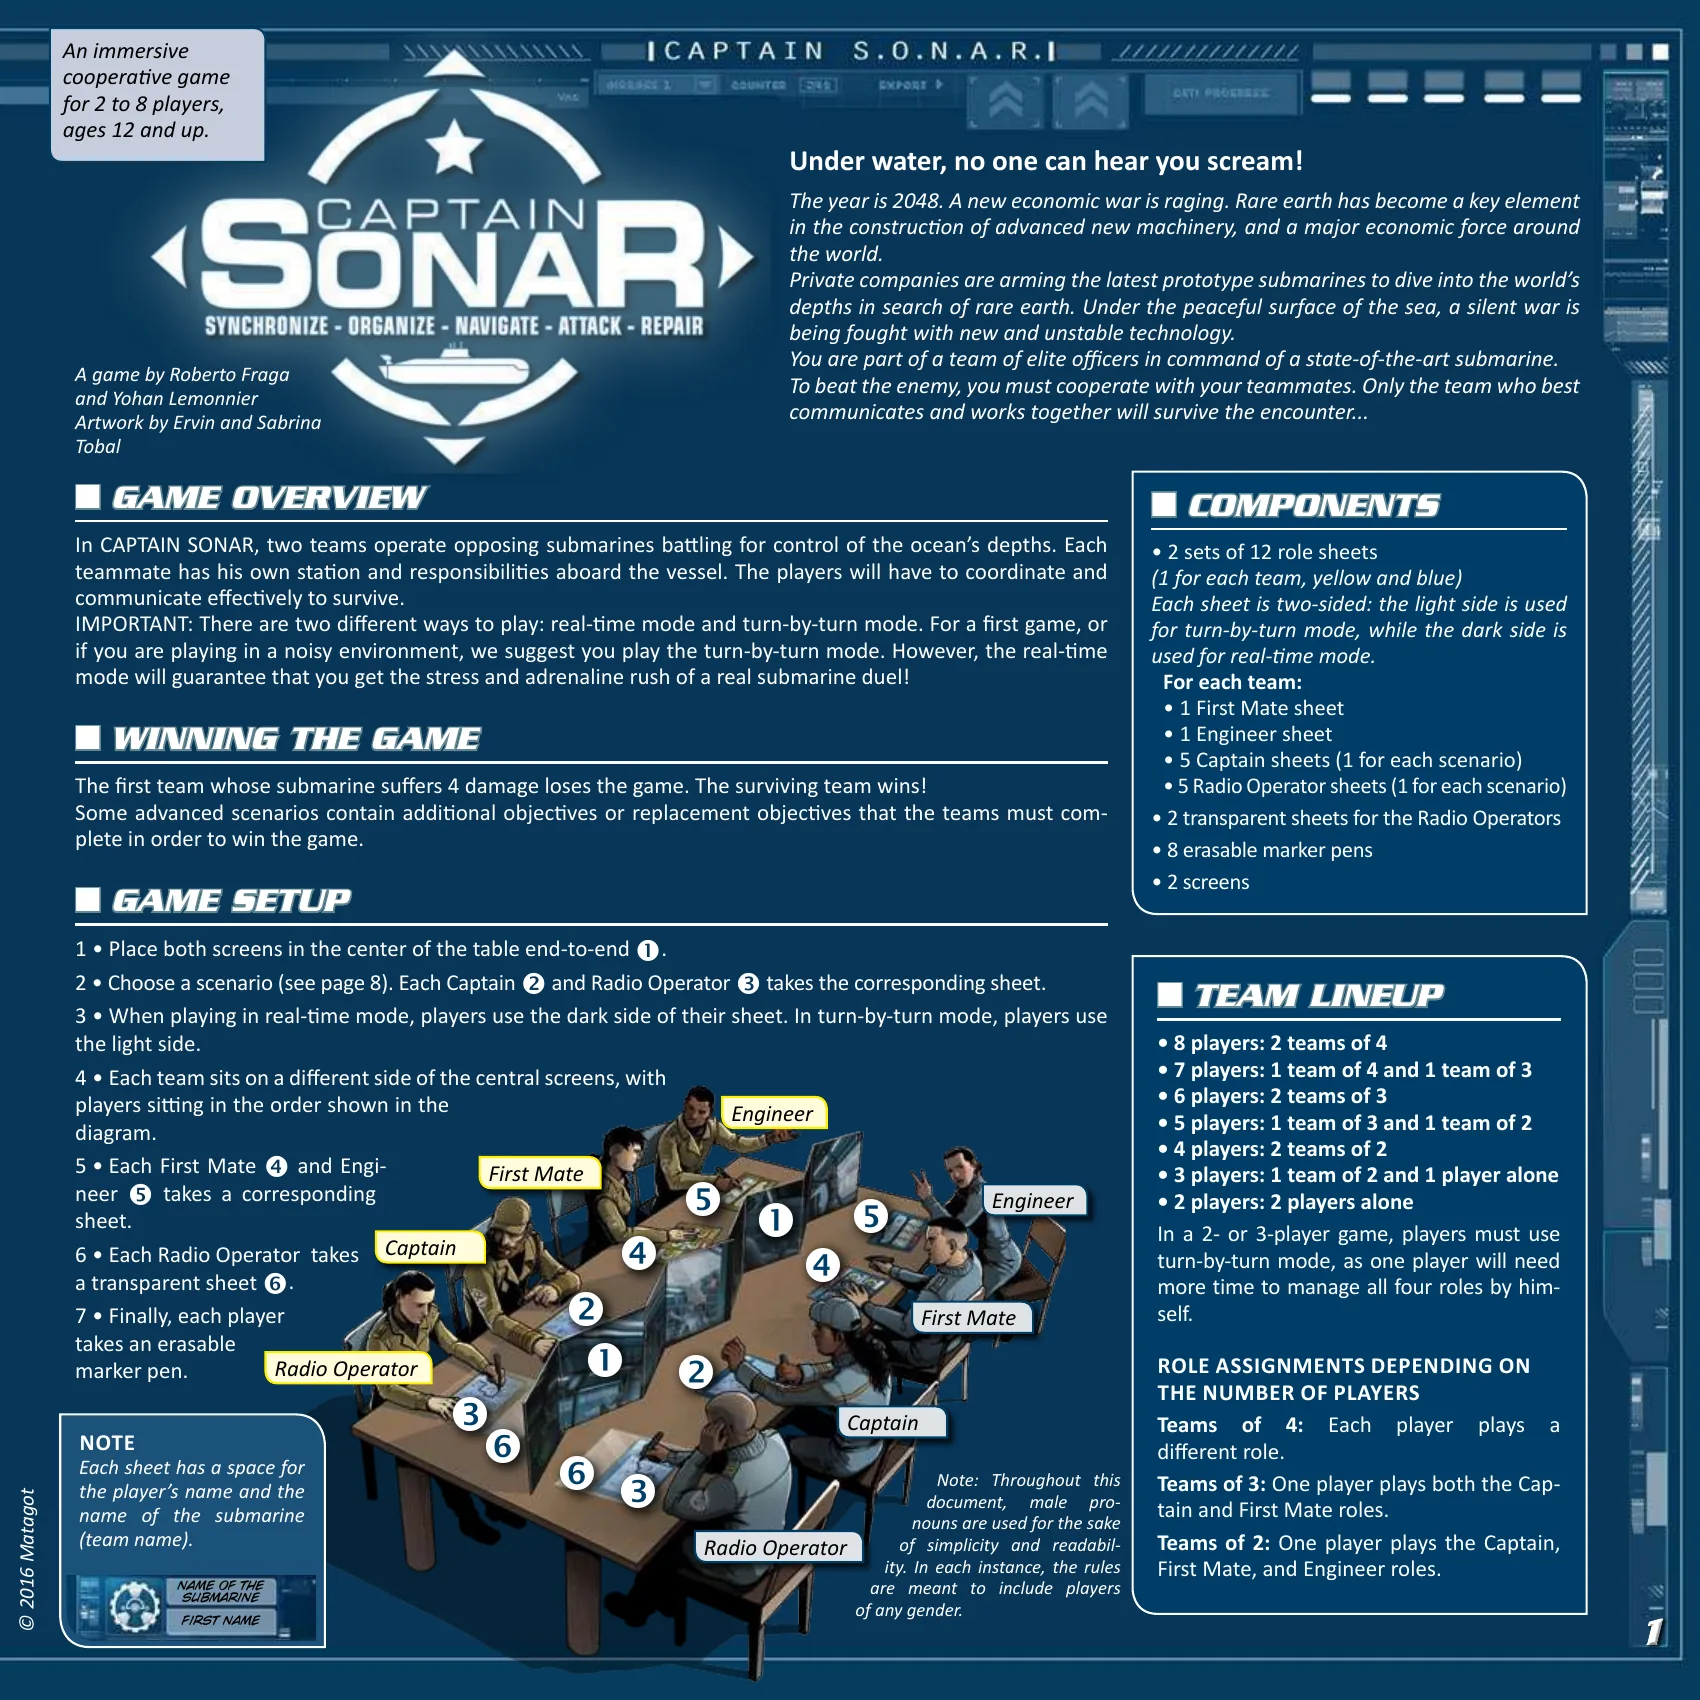 An immersive
cooperative game
for 2 to 8 players,
ages 12 and up.
CAPTAIN S.O.N.A.R.
COUNTER
EXPORT
CAPTAIN
SONAR
SYNCHRONIZE - ORGANIZE - NAVIGATE - ATTACK - REPAIR
A game by Roberto Fraga
and Yohan Lemonnier
Artwork by Ervin and Sabrina
Tobal
Under water, no one can hear you scream!
The year is 2048. A new economic war is raging. Rare earth has become a key element
in the construction of advanced new machinery, and a major economic force around
the world.
Private companies are arming the latest prototype submarines to dive into the world's
depths in search of rare earth. Under the peaceful surface of the sea, a silent war is
being fought with new and unstable technology.
You are part of a team of elite officers in command of a state-of-the-art submarine.
To beat the enemy, you must cooperate with your teammates. Only the team who best
communicates and works together will survive the encounter...
GAME OVERVIEW
In CAPTAIN SONAR, two teams operate opposing submarines battling for control of the ocean's depths. Each
teammate has his own station and responsibilities aboard the vessel. The players will have to coordinate and
communicate effectively to survive.
IMPORTANT: There are two different ways to play: real-time mode and turn-by-turn mode. For a first game, or
if you are playing in a noisy environment, we suggest you play the turn-by-turn mode. However, the real-time
mode will guarantee that you get the stress and adrenaline rush of a real submarine duel!
WINNING THE GAME
The first team whose submarine suffers 4 damage loses the game. The surviving team wins!
Some advanced scenarios contain additional objectives or replacement objectives that the teams must com-
plete in order to win the game.
GAME SETUP
1 • Place both screens in the center of the table end-to-end 1.
2 • Choose a scenario (see page 8). Each Captain 2 and Radio Operator 3 takes the corresponding sheet.
3 • When playing in real-time mode, players use the dark side of their sheet. In turn-by-turn mode, players use
the light side.
4 • Each team sits on a different side of the central screens, with
players sitting in the order shown in the
diagram.
5 • Each First Mate 4 and Engi-
neer 5 takes a corresponding
sheet.
6 • Each Radio Operator takes
a transparent sheet 6.
7 • Finally, each player
takes an erasable
marker pen.
Engineer
First Mate
Captain
Radio Operator
5
1
5
4
4
2
1
2
3
6
6
3
Engineer
First Mate
Captain
Radio Operator
NOTE
Each sheet has a space for
the player's name and the
name of the submarine
(team name).
NAME OF THE
SUBMARINE
FIRST NAME
© 2016 Matagot
Note: Throughout this
document, male pro-
nouns are used for the sake
of simplicity and readabil-
ity. In each instance, the rules
are meant to include players
of any gender.
COMPONENTS
• 2 sets of 12 role sheets
(1 for each team, yellow and blue)
Each sheet is two-sided: the light side is used
for turn-by-turn mode, while the dark side is
used for real-time mode.
For each team:
• 1 First Mate sheet
• 1 Engineer sheet
• 5 Captain sheets (1 for each scenario)
• 5 Radio Operator sheets (1 for each scenario)
• 2 transparent sheets for the Radio Operators
• 8 erasable marker pens
• 2 screens
TEAM LINEUP
• 8 players: 2 teams of 4
• 7 players: 1 team of 4 and 1 team of 3
• 6 players: 2 teams of 3
• 5 players: 1 team of 3 and 1 team of 2
• 4 players: 2 teams of 2
• 3 players: 1 team of 2 and 1 player alone
• 2 players: 2 players alone
In a 2- or 3-player game, players must use
turn-by-turn mode, as one player will need
more time to manage all four roles by him-
self.
ROLE ASSIGNMENTS DEPENDING ON
THE NUMBER OF PLAYERS
Teams of 4: Each player plays a
different role.
Teams of 3: One player plays both the Cap-
tain and First Mate roles.
Teams of 2: One player plays the Captain,
First Mate, and Engineer roles.
1